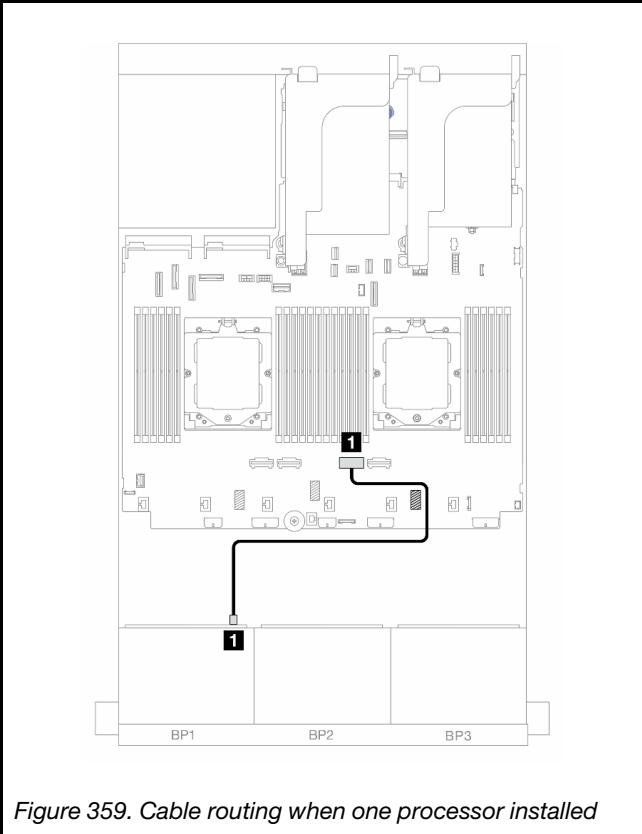 1
1
BP1
BP2
BP3
Figure 359. Cable routing when one processor installed